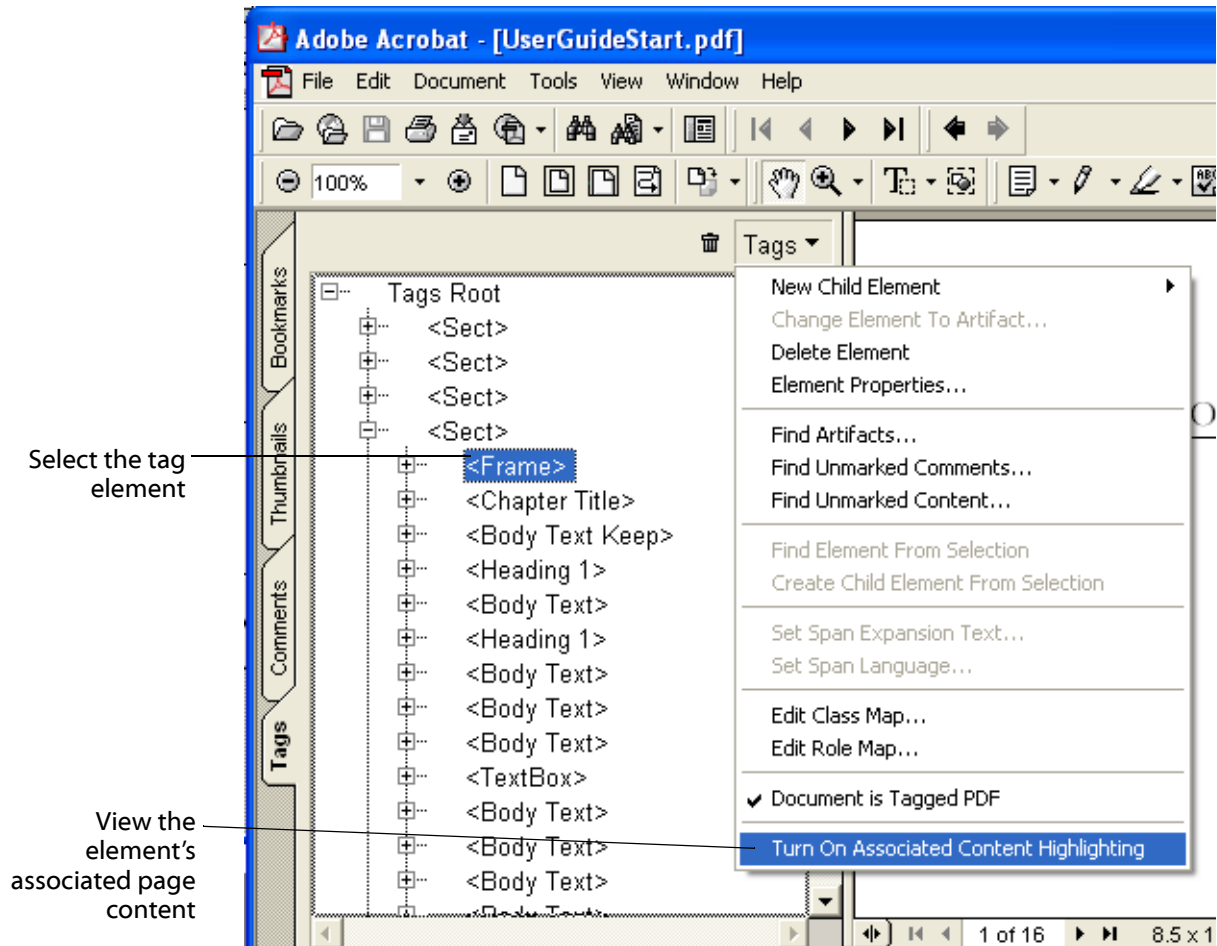 Adobe Acrobat - [UserGuideStart.pdf]
File Edit Document Tools View Window Help
100%
Tags
Bookmarks
Thumbnails
Comments
Tags
Tags Root
<Sect>
<Sect>
<Sect>
<Sect>
<Frame>
<Chapter Title>
<Body Text Keep>
<Heading 1>
<Body Text>
<Heading 1>
<Body Text>
<Body Text>
<Body Text>
<TextBox>
<Body Text>
<Body Text>
<Body Text>
<Body Text>
New Child Element
Change Element To Artifact...
Delete Element
Element Properties...
Find Artifacts...
Find Unmarked Comments...
Find Unmarked Content...
Find Element From Selection
Create Child Element From Selection
Set Span Expansion Text...
Set Span Language...
Edit Class Map...
Edit Role Map...
Document is Tagged PDF
Turn On Associated Content Highlighting
Select the tag
element
View the
element’s
associated page
content
1 of 16
8.5 x 1